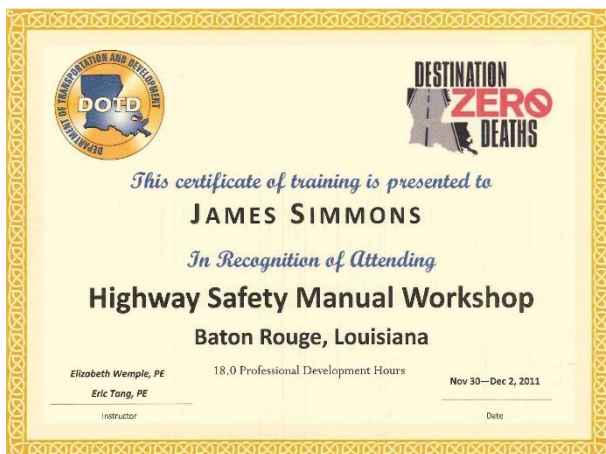 DEPARTMENT OF TRANSPORTATION AND DEVELOPMENT
DOTD
DESTINATION
ZERO
DEATHS
This certificate of training is presented to
JAMES SIMMONS
In Recognition of Attending
Highway Safety Manual Workshop
Baton Rouge, Louisiana
18.0 Professional Development Hours
Elizabeth Wemple, PE
Eric Tang, PE
Instructor
Nov 30—Dec 2, 2011
Date